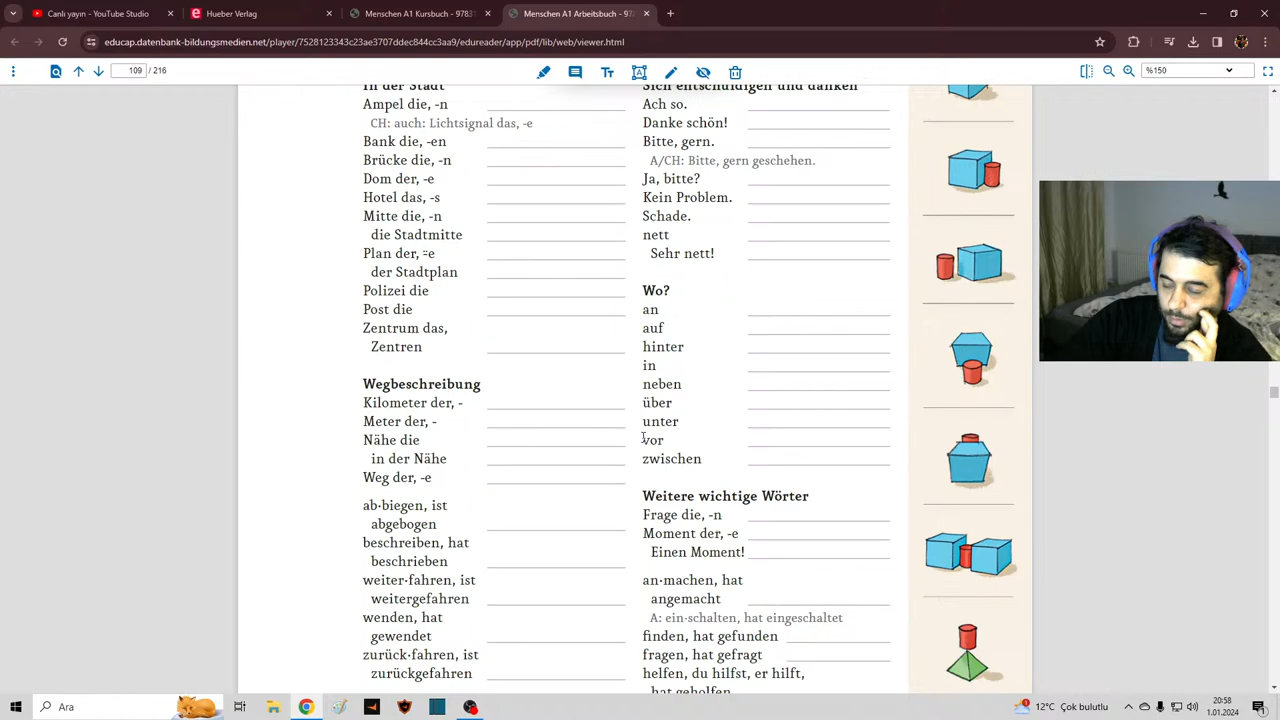 Canlı yayın - YouTube Studio
Hueber Verlag
Menschen A1 Kursbuch - 9783
Menschen A1 Arbeitsbuch - 978
educap.datenbank-bildungsmedien.net/player/7528123343c23ae3707ddec844cc3aa9/edureader/app/pdf/lib/web/viewer.html
109 / 216
%150
In der Stadt
Ampel die, -n
CH: auch: Lichtsignal das, -e
Bank die, -en
Brücke die, -n
Dom der, -e
Hotel das, -s
Mitte die, -n
die Stadtmitte
Plan der, ⸚e
der Stadtplan
Polizei die
Post die
Zentrum das,
Zentren
Wegbeschreibung
Kilometer der, -
Meter der, -
Nähe die
in der Nähe
Weg der, -e
ab·biegen, ist
abgebogen
beschreiben, hat
beschrieben
weiter·fahren, ist
weitergefahren
wenden, hat
gewendet
zurück·fahren, ist
zurückgefahren
Sich entschuldigen und danken
Ach so.
Danke schön!
Bitte, gern.
A/CH: Bitte, gern geschehen.
Ja, bitte?
Kein Problem.
Schade.
nett
Sehr nett!
Wo?
an
auf
hinter
in
neben
über
unter
vor
zwischen
Weitere wichtige Wörter
Frage die, -n
Moment der, -e
Einen Moment!
an·machen, hat
angemacht
A: ein·schalten, hat eingeschaltet
finden, hat gefunden
fragen, hat gefragt
helfen, du hilfst, er hilft,
hat geholfen
Ara
12°C Çok bulutlu
20:58
1.01.2024